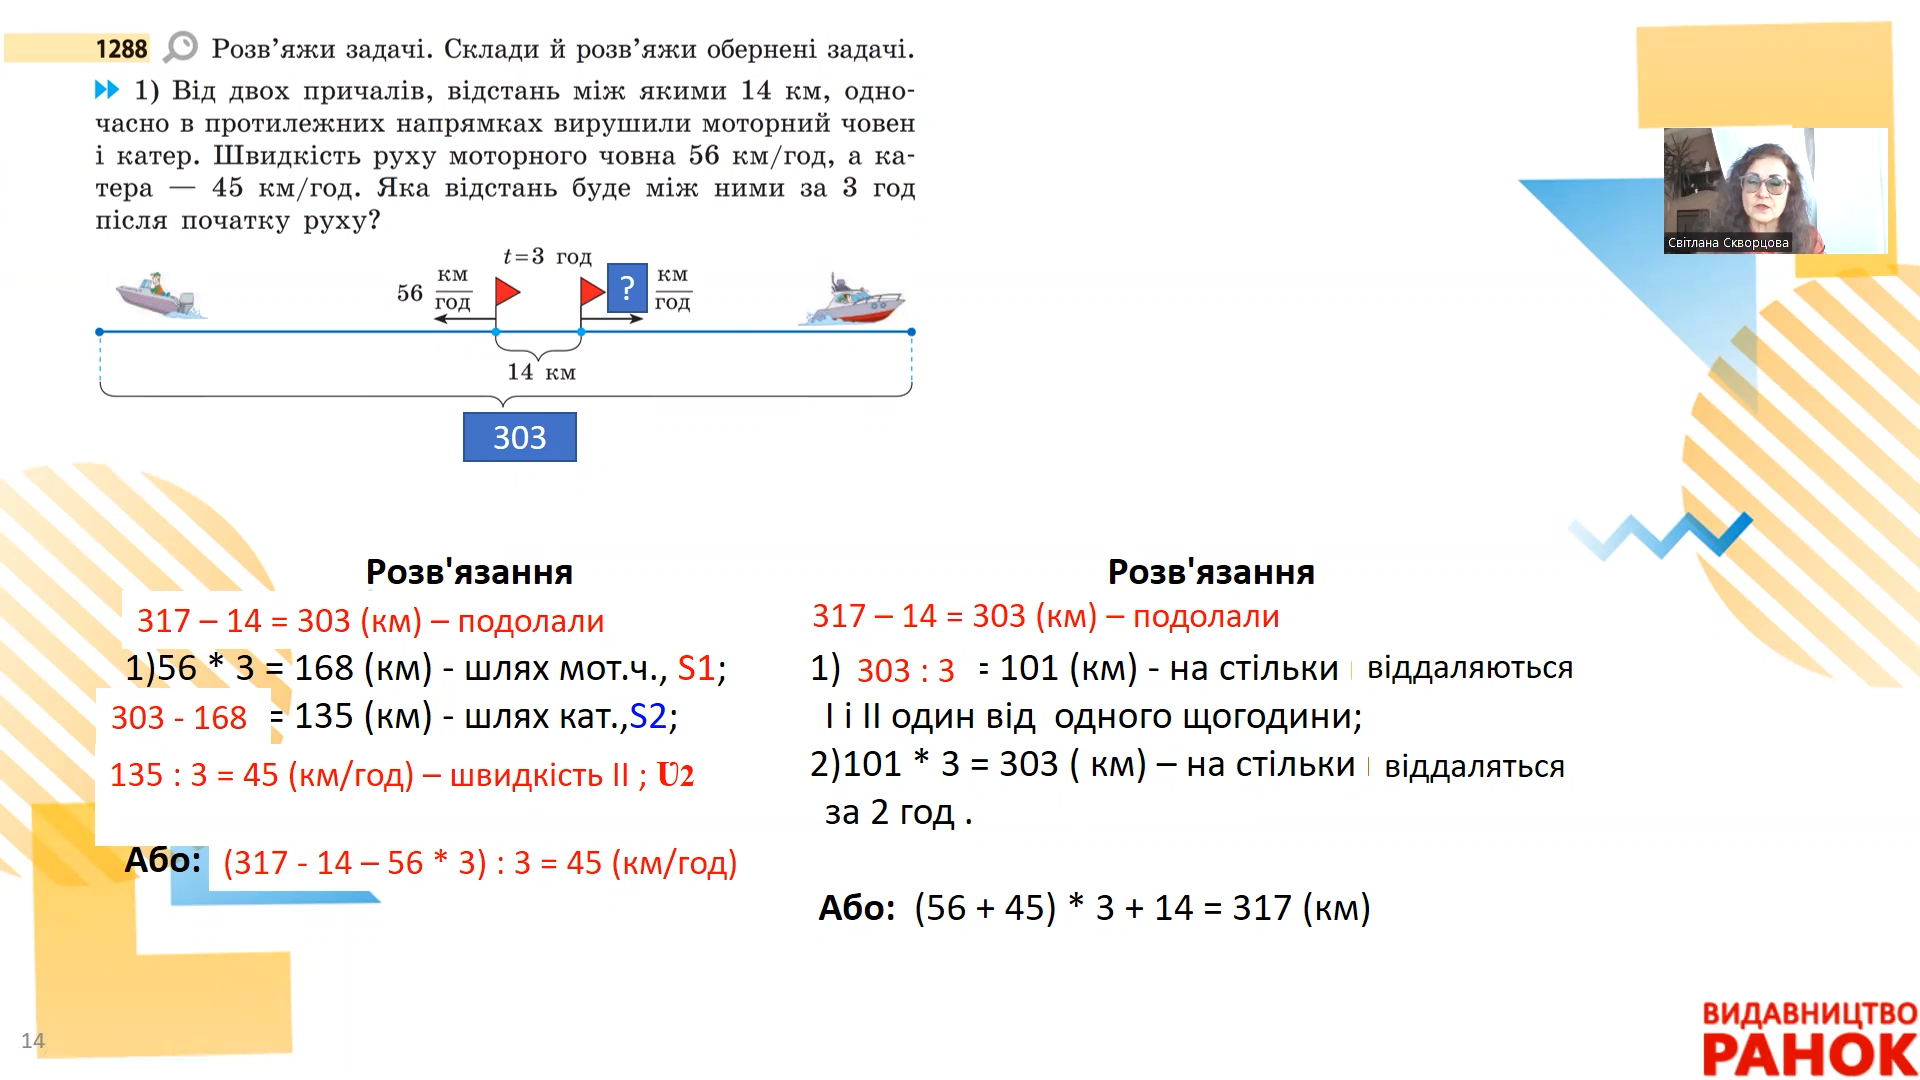 1288 Розв’яжи задачі. Склади й розв’яжи обернені задачі.
1) Від двох причалів, відстань між якими 14 км, одно-
часно в протилежних напрямках вирушили моторний човен
і катер. Швидкість руху моторного човна 56 км/год, а ка-
тера — 45 км/год. Яка відстань буде між ними за 3 год
після початку руху?
t=3 год
56 км/год
? км/год
14 км
303
Світлана Скворцова
Розв'язання
317 – 14 = 303 (км) – подолали
1)56 * 3 = 168 (км) - шлях мот.ч., S1;
303 - 168 = 135 (км) - шлях кат.,S2;
135 : 3 = 45 (км/год) – швидкість ІІ ; Ʋ2
Або: (317 - 14 – 56 * 3) : 3 = 45 (км/год)
Розв'язання
317 – 14 = 303 (км) – подолали
1) 303 : 3 = 101 (км) - на стільки віддаляються
І і ІІ один від одного щогодини;
2)101 * 3 = 303 ( км) – на стільки віддаляться
за 2 год .
Або: (56 + 45) * 3 + 14 = 317 (км)
14
ВИДАВНИЦТВО
РАНОК